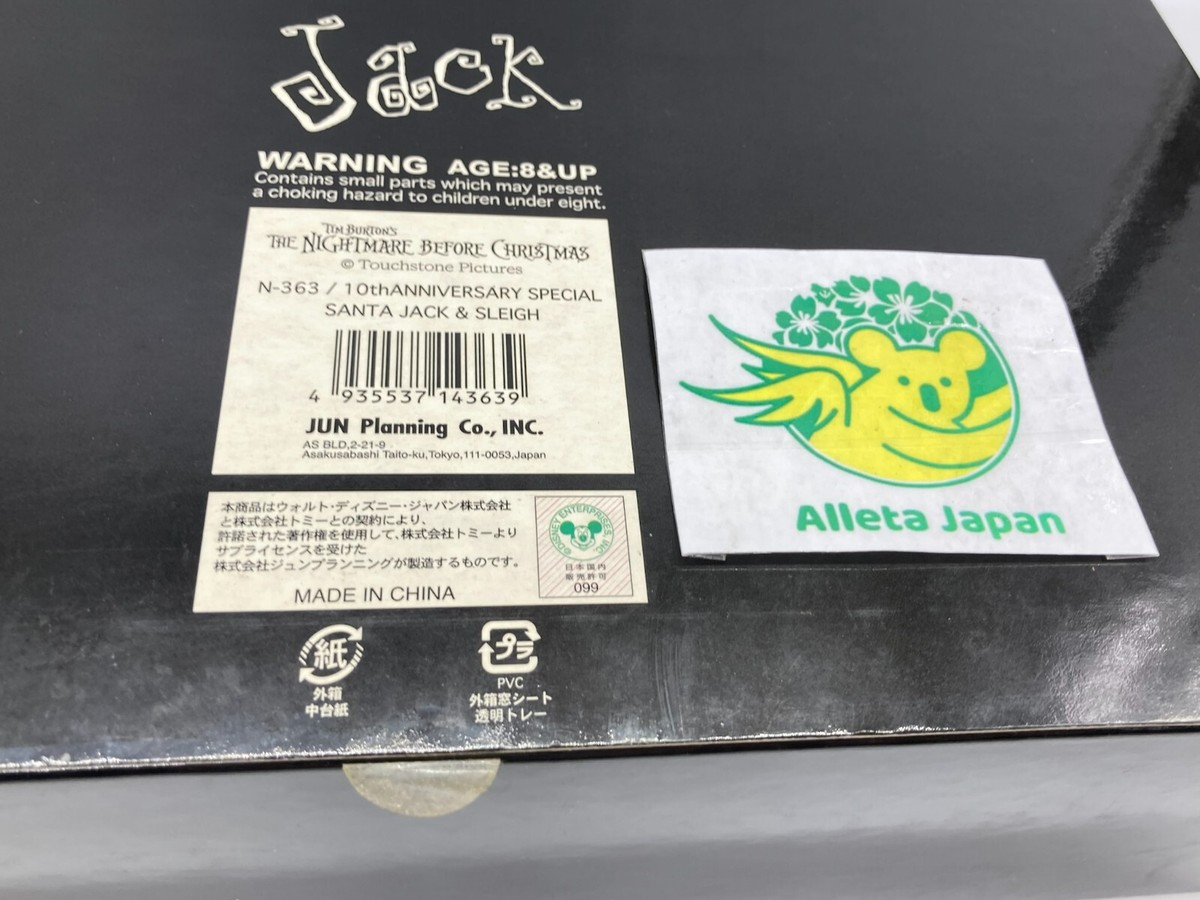 Jack
WARNING AGE:8&UP
Contains small parts which may present
a choking hazard to children under eight.
TIM BURTON'S
THE NIGHTMARE BEFORE CHRISTMAS
© Touchstone Pictures
N-363 / 10thANNIVERSARY SPECIAL
SANTA JACK & SLEIGH
4 935537 143639
JUN Planning Co., INC.
AS BLD,2-21-9
Asakusabashi Taito-ku,Tokyo,111-0053,Japan
本商品はウォルト・ディズニー・ジャパン株式会社
と株式会社トミーとの契約により、
許諾された著作権を使用して、株式会社トミーより
サブライセンスを受けた
株式会社ジュンプランニングが製造するものです。
MADE IN CHINA
©DISNEY ENTERPRISES, INC
日本国内
販売許可
099
紙
外箱
中台紙
プラ
PVC
外箱窓シート
透明トレー
Alleta Japan